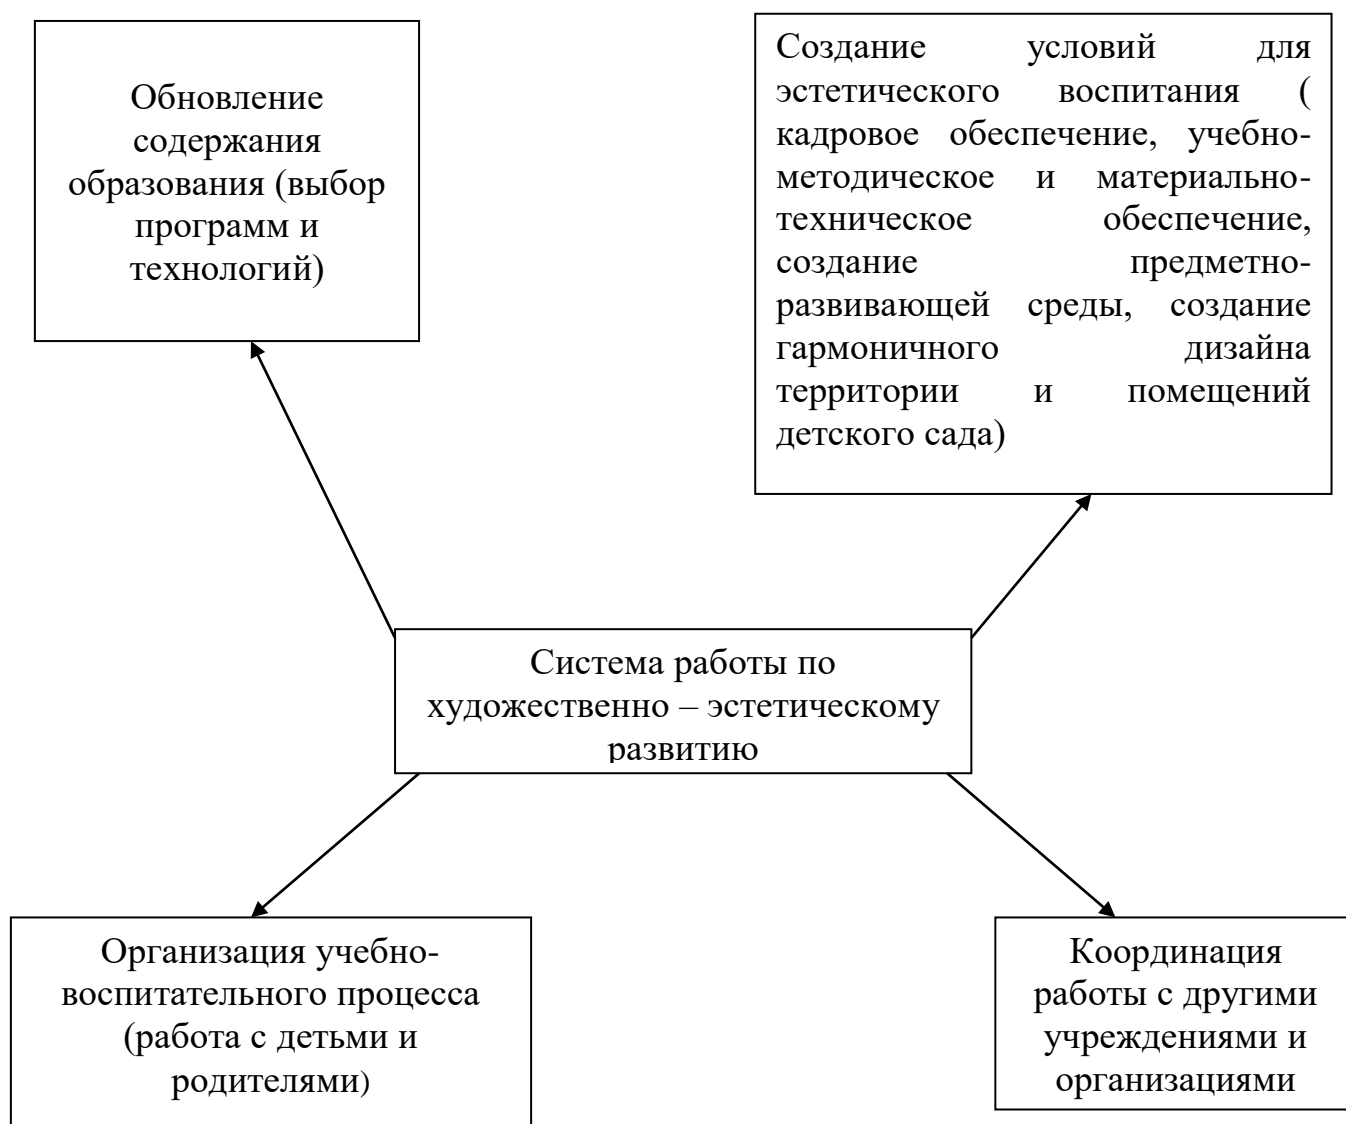 Обновление
содержания
образования (выбор
программ и
технологий)
Создание условий для
эстетического воспитания (
кадровое обеспечение, учебно-
методическое и материально-
техническое обеспечение,
создание предметно-
развивающей среды, создание
гармоничного дизайна
территории и помещений
детского сада)
Система работы по
художественно – эстетическому
развитию
Организация учебно-
воспитательного процесса
(работа с детьми и
родителями)
Координация
работы с другими
учреждениями и
организациями